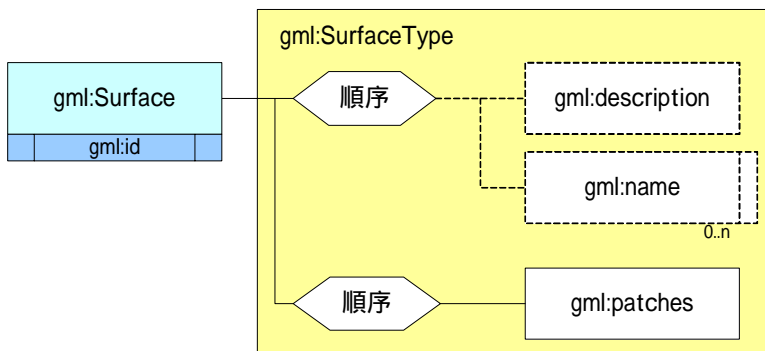 gml:SurfaceType
gml:Surface
gml:id
順序
gml:description
gml:name
0..n
順序
gml:patches